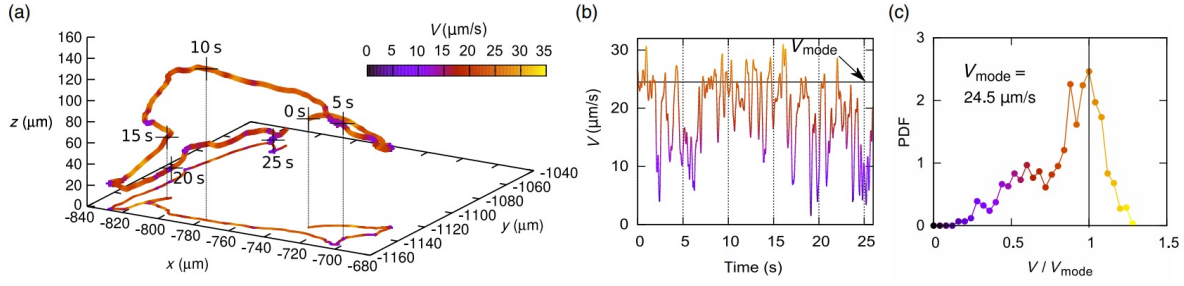 (a)
V (μm/s)
0 5 10 15 20 25 30 35
160
140
120
100
80
60
40
20
0
z (μm)
10 s
0 s
5 s
15 s
20 s
25 s
-840
-820
-800
-780
-760
-740
-720
-700
-680
x (μm)
-1040
-1060
-1080
-1100
-1120
-1140
-1160
y (μm)
(b)
V (μm/s)
30
20
10
0
Vmode
0 5 10 15 20 25
Time (s)
(c)
PDF
3
2
1
0
Vmode =
24.5 μm/s
0 0.5 1 1.5
V / Vmode